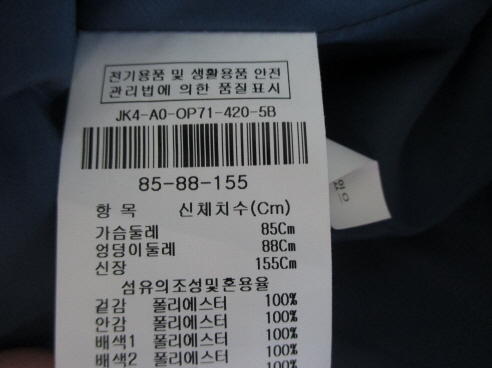 전기용품 및 생활용품 안전
관리법에 의한 품질표시
JK4-A0-OP71-420-5B
85-88-155
항 목 신체치수(Cm)
가슴둘레 85Cm
엉덩이둘레 88Cm
신장 155Cm
섬유의조성및혼용율
겉감 폴리에스터 100%
안감 폴리에스터 100%
배색1 폴리에스터 100%
배색2 폴리에스터 100%
있으